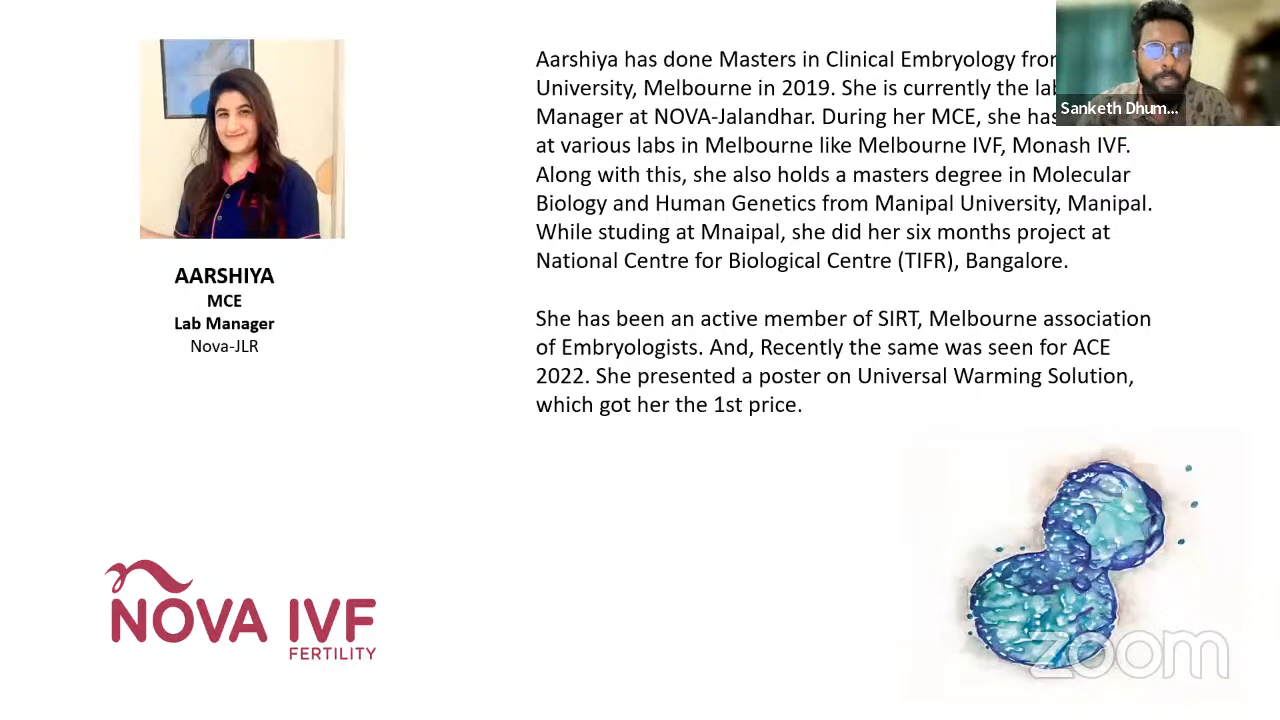 AARSHIYA
MCE
Lab Manager
Nova-JLR
Aarshiya has done Masters in Clinical Embryology from
University, Melbourne in 2019. She is currently the lab
Manager at NOVA-Jalandhar. During her MCE, she has
at various labs in Melbourne like Melbourne IVF, Monash IVF.
Along with this, she also holds a masters degree in Molecular
Biology and Human Genetics from Manipal University, Manipal.
While studing at Mnaipal, she did her six months project at
National Centre for Biological Centre (TIFR), Bangalore.
She has been an active member of SIRT, Melbourne association
of Embryologists. And, Recently the same was seen for ACE
2022. She presented a poster on Universal Warming Solution,
which got her the 1st price.
Sanketh Dhum...
NOVA IVF
FERTILITY
zoom